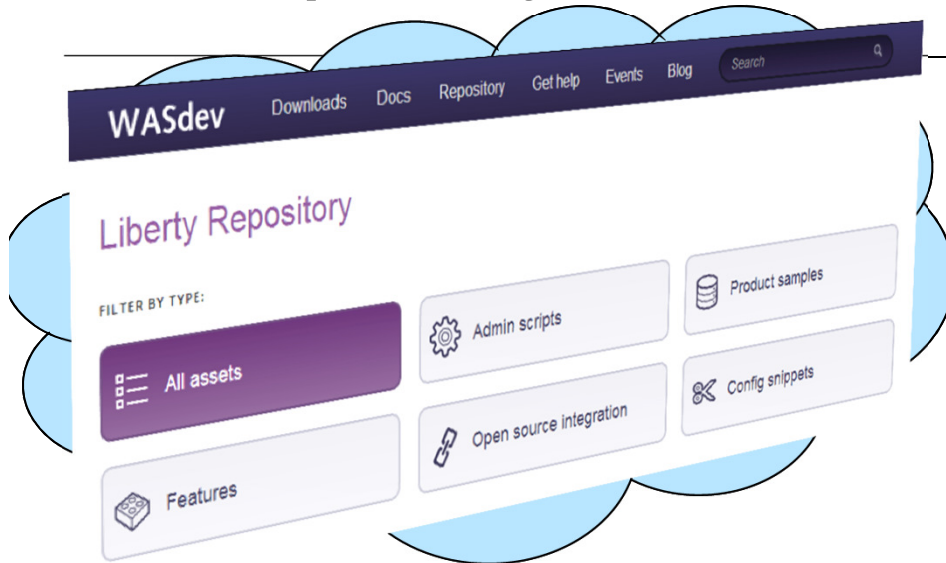 WASdev Downloads Docs Repository Get help Events Blog Search
Liberty Repository
FILTER BY TYPE:
All assets
Admin scripts
Product samples
Features
Open source integration
Config snippets